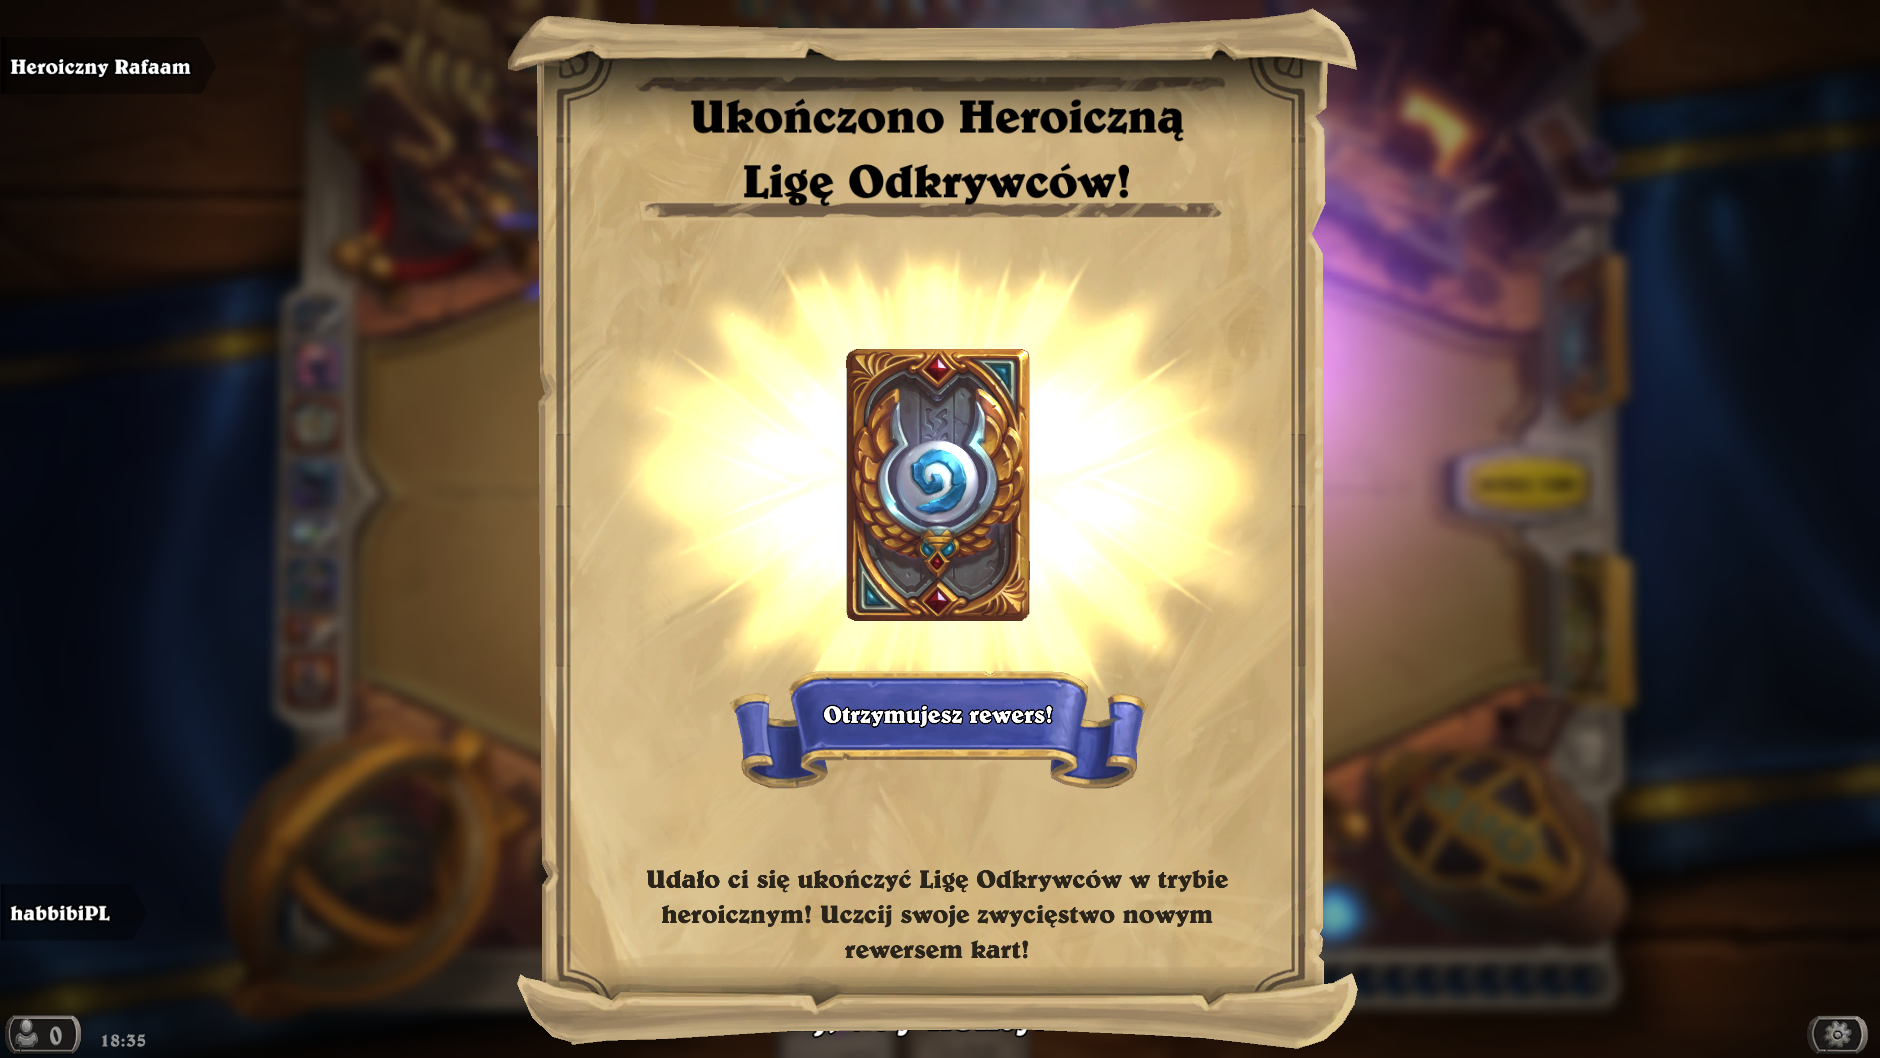 Heroiczny Rafaam
Ukończono Heroiczną
Ligę Odkrywców!
Otrzymujesz rewers!
Udało ci się ukończyć Ligę Odkrywców w trybie
heroicznym! Uczcij swoje zwycięstwo nowym
rewersem kart!
habbibiPL
0
18:35